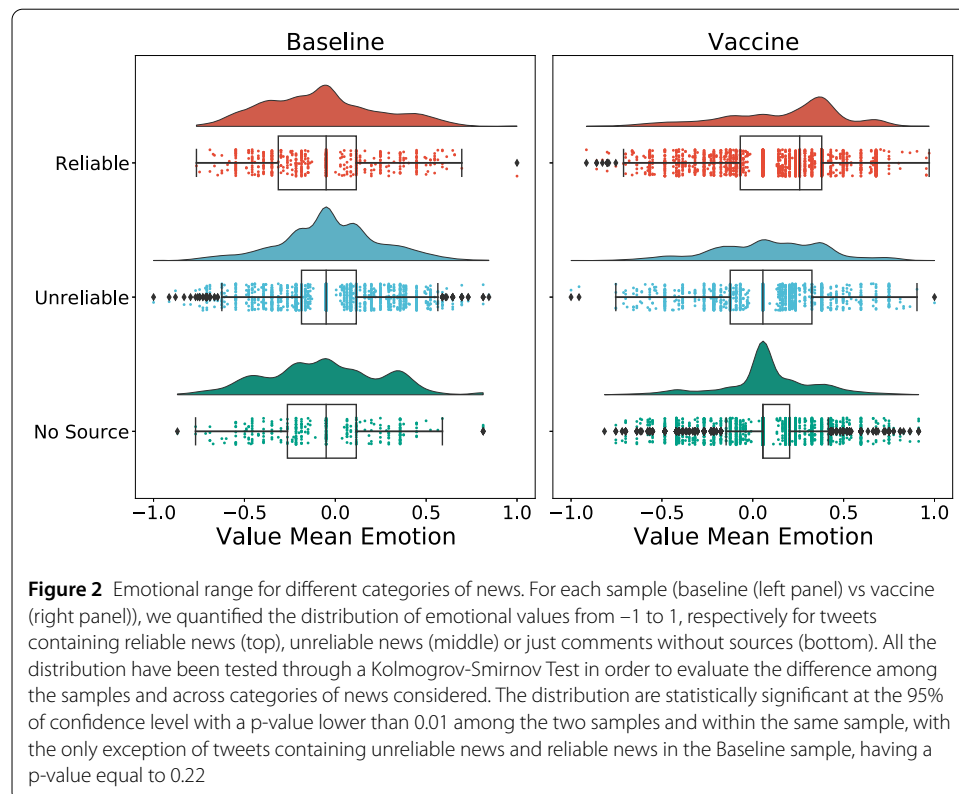 Baseline
Vaccine
Reliable
Unreliable
No Source
−1.0 −0.5 0.0 0.5 1.0
−1.0 −0.5 0.0 0.5 1.0
Value Mean Emotion
Value Mean Emotion
Figure 2 Emotional range for different categories of news. For each sample (baseline (left panel) vs vaccine
(right panel)), we quantified the distribution of emotional values from –1 to 1, respectively for tweets
containing reliable news (top), unreliable news (middle) or just comments without sources (bottom). All the
distribution have been tested through a Kolmogrov-Smirnov Test in order to evaluate the difference among
the samples and across categories of news considered. The distribution are statistically significant at the 95%
of confidence level with a p-value lower than 0.01 among the two samples and within the same sample, with
the only exception of tweets containing unreliable news and reliable news in the Baseline sample, having a
p-value equal to 0.22